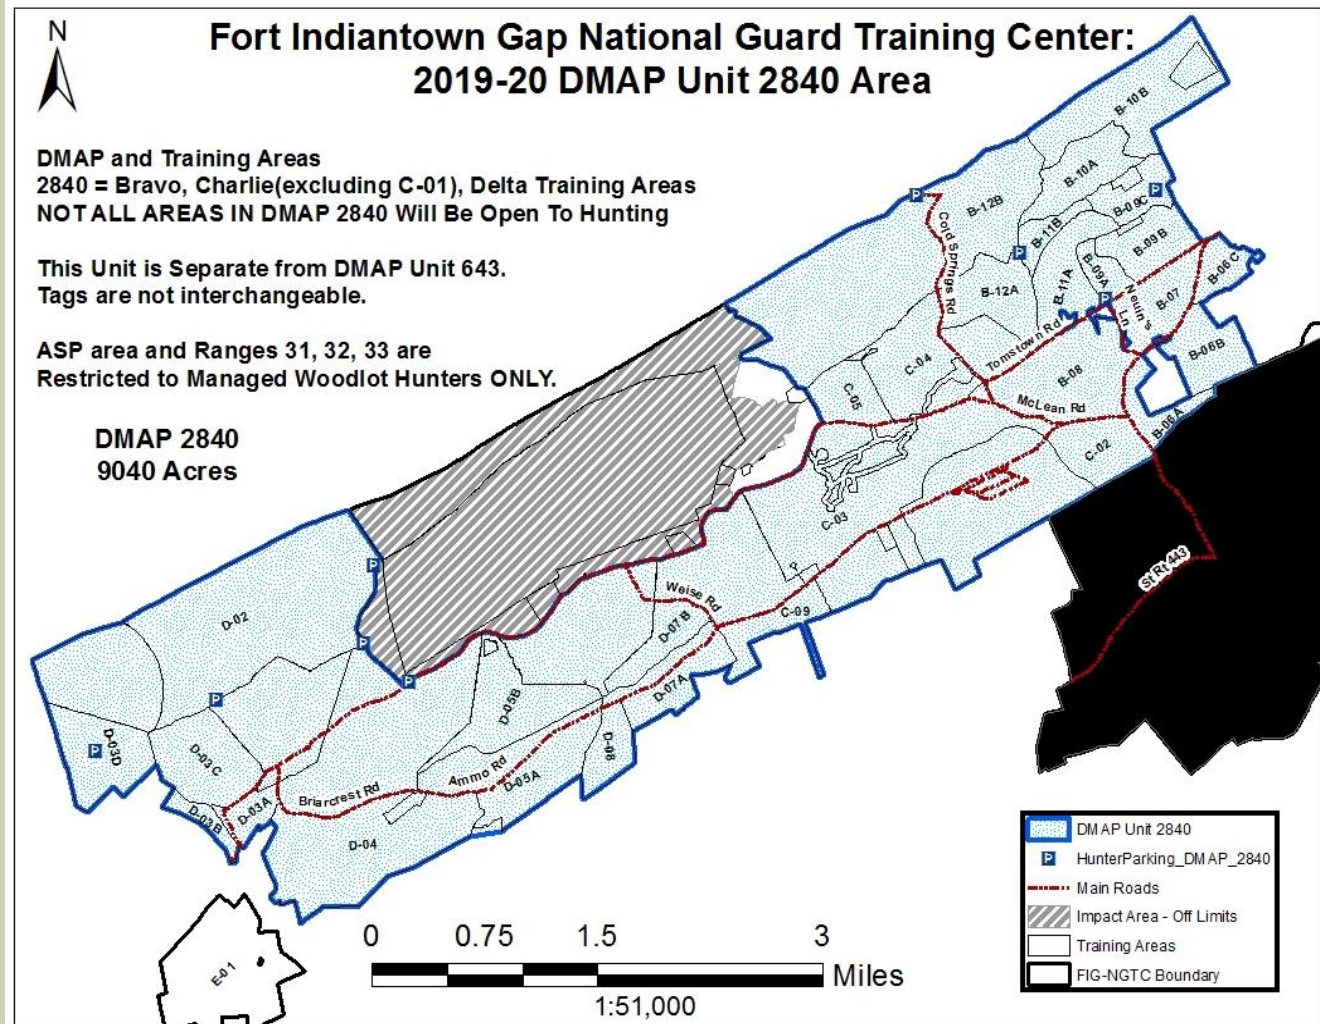 N
Fort Indiantown Gap National Guard Training Center:
2019-20 DMAP Unit 2840 Area
DMAP and Training Areas
2840 = Bravo, Charlie(excluding C-01), Delta Training Areas
NOT ALL AREAS IN DMAP 2840 Will Be Open To Hunting
This Unit is Separate from DMAP Unit 643.
Tags are not interchangeable.
ASP area and Ranges 31, 32, 33 are
Restricted to Managed Woodlot Hunters ONLY.
DMAP 2840
9040 Acres
B-10B
B-10A
P
P
B-12B
B-09C
Cold Springs Rd
B-11B
P
B-09B
B-09A
B-06C
B-12A
B-11A
P
Neuin's Ln
B-07
Tomstown Rd
B-06B
C-04
C-05
B-08
McLean Rd
B-06A
C-02
C-03
St Rt 443
P
Weise Rd
C-09
D-02
D-07B
P
P
D-07A
P
D-05B
D-03D
P
D-03C
D-08
Ammo Rd
D-05A
Briarcrest Rd
D-03A
D-03B
D-04
E-01
0 0.75 1.5 3
Miles
1:51,000
DMAP Unit 2840
P HunterParking_DMAP_2840
Main Roads
Impact Area - Off Limits
Training Areas
FIG-NGTC Boundary